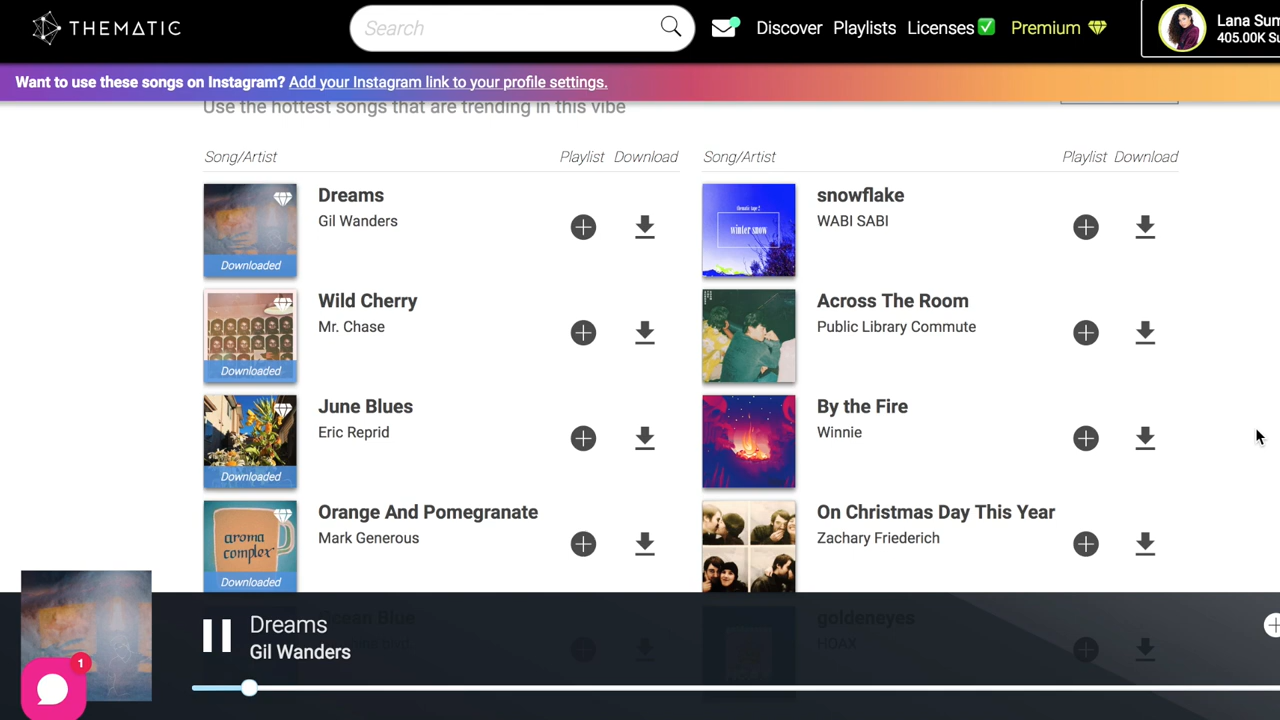 THEMATIC
Search
Discover
Playlists
Licenses✅
Premium
Lana Sum
405.00K Su
Want to use these songs on Instagram? Add your Instagram link to your profile settings.
Use the hottest songs that are trending in this vibe
Song/Artist
Playlist
Download
Song/Artist
Playlist
Download
Dreams
Gil Wanders
Downloaded
snowflake
WABI SABI
winter snow
Wild Cherry
Mr. Chase
Downloaded
Across The Room
Public Library Commute
June Blues
Eric Reprid
Downloaded
By the Fire
Winnie
Orange And Pomegranate
Mark Generous
aroma
complex
Downloaded
On Christmas Day This Year
Zachary Friederich
Ocean Blue
goldeneyes
HOAX
Dreams
Gil Wanders
1